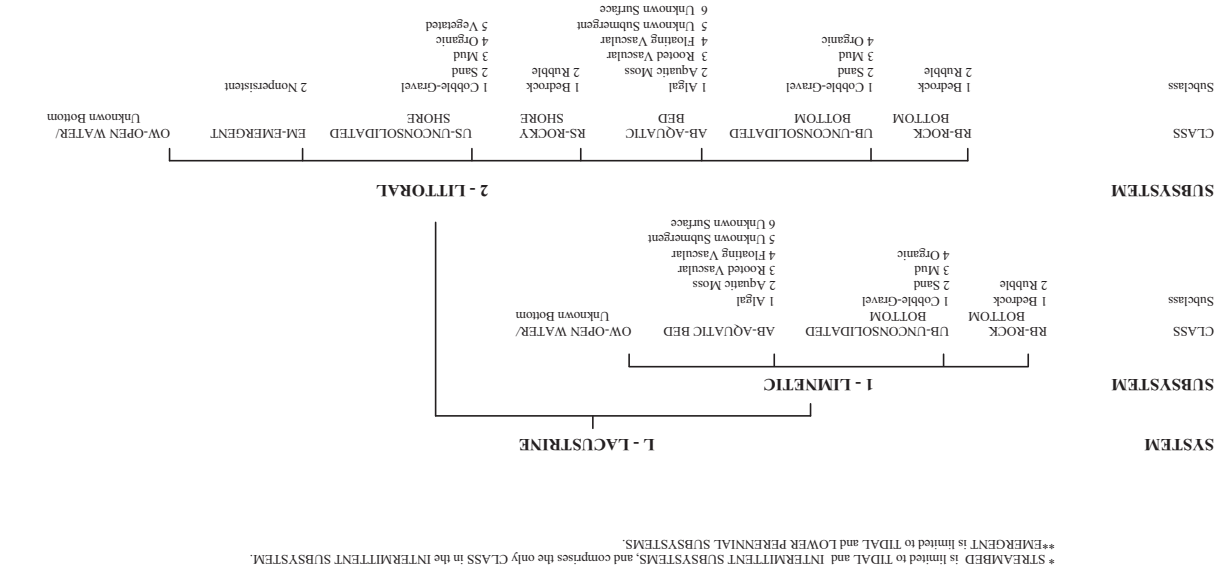 * STREAMBED is limited to TIDAL and INTERMITTENT SUBSYSTEMS, and comprises the only CLASS in the INTERMITTENT SUBSYSTEM.
**EMERGENT is limited to TIDAL and LOWER PERENNIAL SUBSYSTEMS.
SYSTEM
L - LACUSTRINE
SUBSYSTEM
1 - LIMNETIC
CLASS
RB-ROCK
BOTTOM
UB-UNCONSOLIDATED
BOTTOM
AB-AQUATIC BED
OW-OPEN WATER/
Unknown Bottom
Subclass
1 Bedrock
2 Rubble
1 Cobble-Gravel
2 Sand
3 Mud
4 Organic
1 Algal
2 Aquatic Moss
3 Rooted Vascular
4 Floating Vascular
5 Unknown Submergent
6 Unknown Surface
SUBSYSTEM
2 - LITTORAL
CLASS
RB-ROCK
BOTTOM
UB-UNCONSOLIDATED
BOTTOM
AB-AQUATIC
BED
RS-ROCKY
SHORE
US-UNCONSOLIDATED
SHORE
EM-EMERGENT
OW-OPEN WATER/
Unknown Bottom
Subclass
1 Bedrock
2 Rubble
1 Cobble-Gravel
2 Sand
3 Mud
4 Organic
1 Algal
2 Aquatic Moss
3 Rooted Vascular
4 Floating Vascular
5 Unknown Submergent
6 Unknown Surface
1 Bedrock
2 Rubble
1 Cobble-Gravel
2 Sand
3 Mud
4 Organic
5 Vegetated
2 Nonpersistent